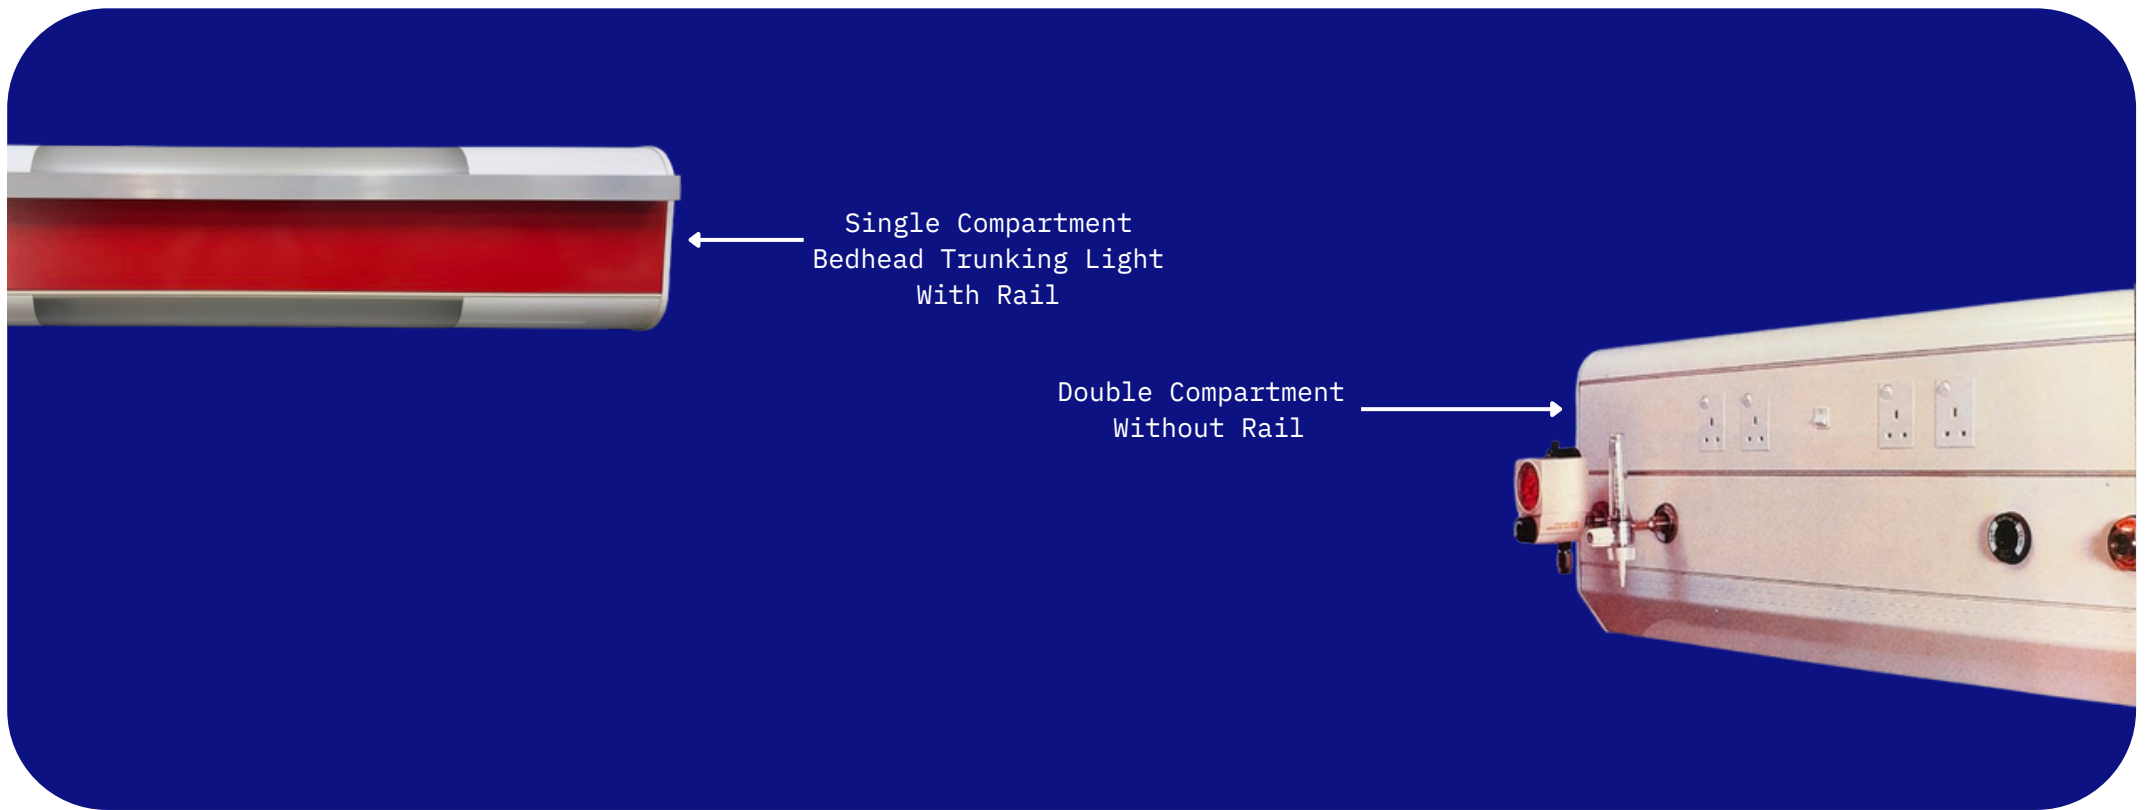 Single Compartment
Bedhead Trunking Light
With Rail
Double Compartment
Without Rail